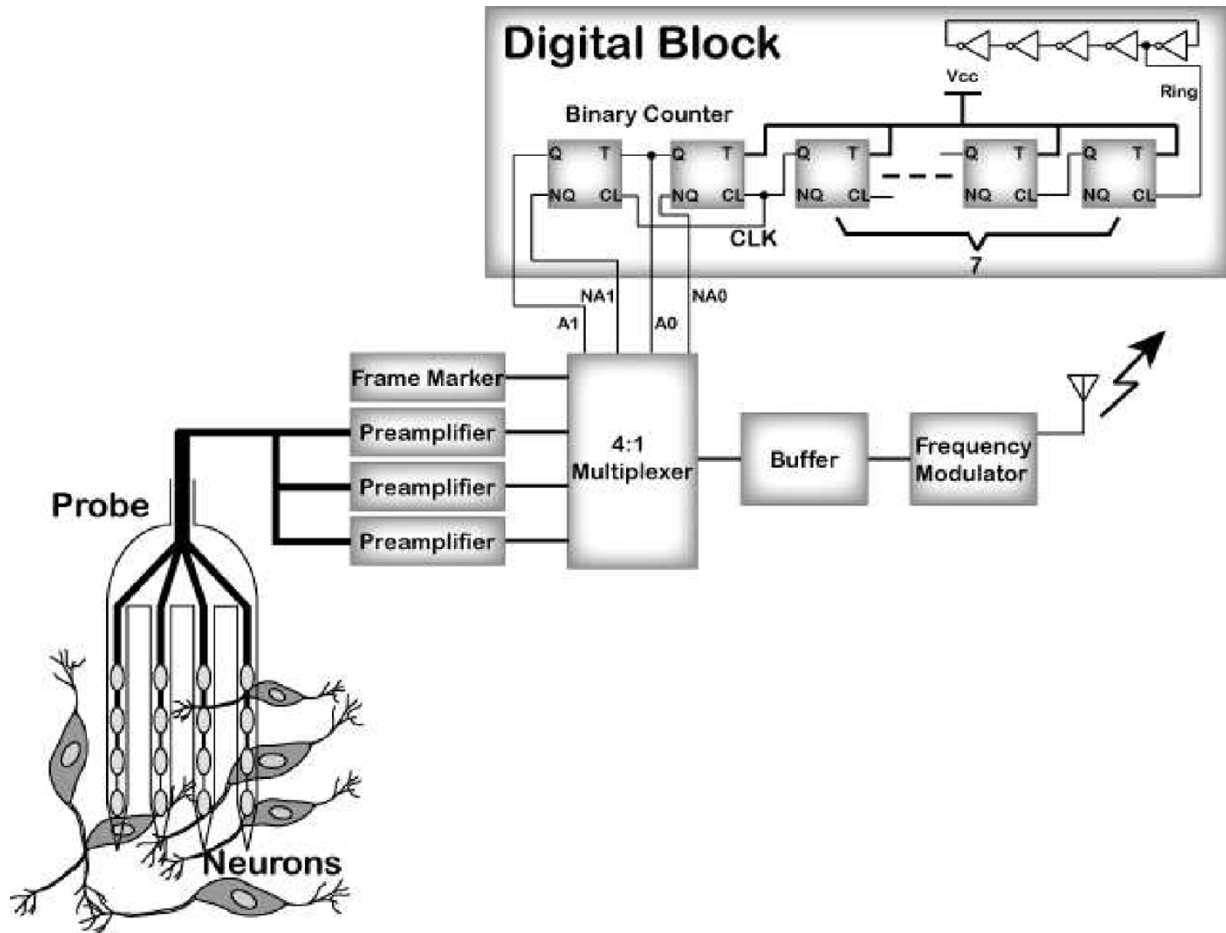 Digital Block
Vcc
Ring
Binary Counter
Q T Q T Q T Q T Q T
NQ CL NQ CL NQ CL NQ CL NQ CL
CLK
7
NA1 NA0
A1 A0
Frame Marker
Preamplifier
Preamplifier
Preamplifier
4:1
Multiplexer
Buffer
Frequency
Modulator
Probe
Neurons